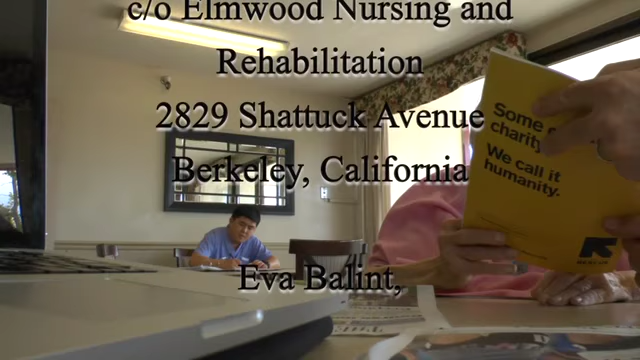 c/o Elmwood Nursing and
Rehabilitation
2829 Shattuck Avenue
Berkeley, California
Eva Balint,
Some
charity
We call it
humanity.